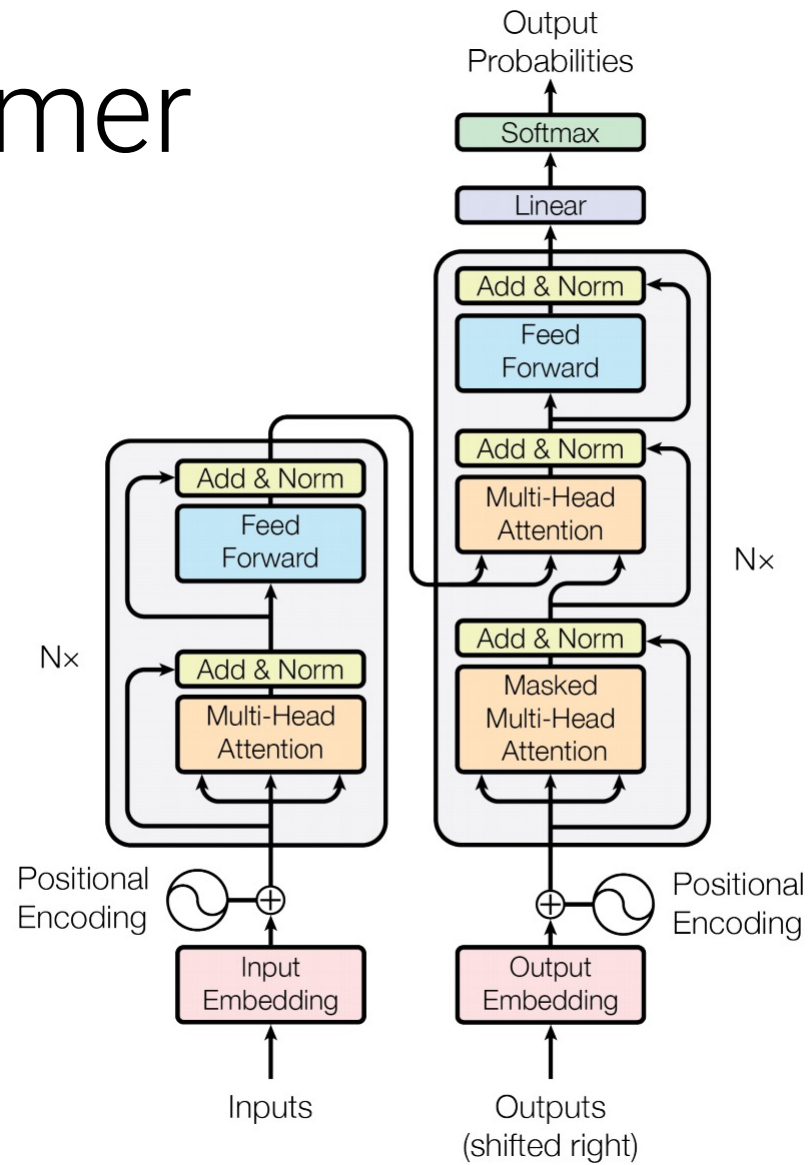 mer
Output
Probabilities
Softmax
Linear
Add & Norm
Feed
Forward
Add & Norm
Multi-Head
Attention
Add & Norm
Masked
Multi-Head
Attention
N×
Add & Norm
Feed
Forward
Add & Norm
Multi-Head
Attention
N×
Positional
Encoding
Input
Embedding
Inputs
Positional
Encoding
Output
Embedding
Outputs
(shifted right)